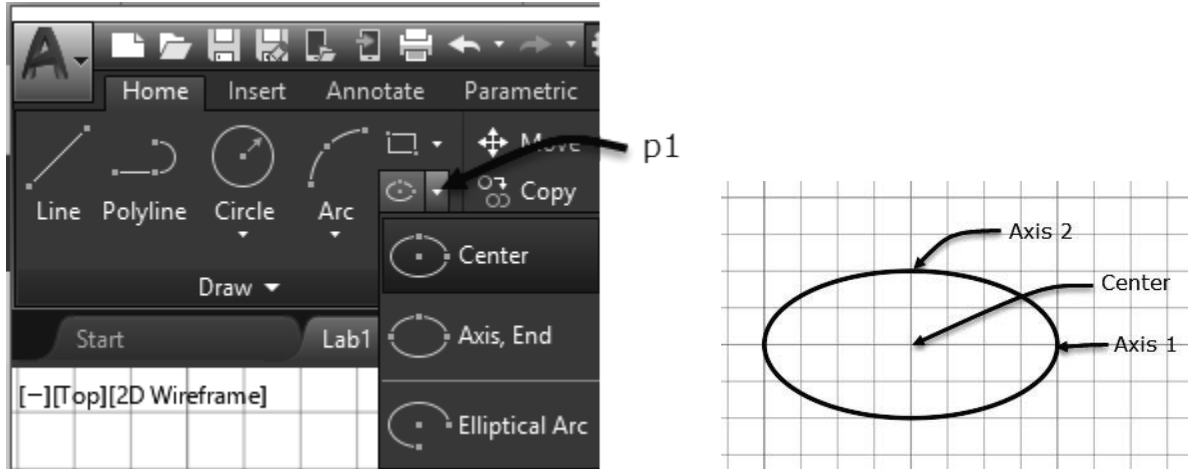 Home Insert Annotate Parametric
p1
Move
Line Polyline Circle Arc Copy
Center
Draw
Start Lab1
Axis, End
[−][Top][2D Wireframe]
Elliptical Arc
Axis 2
Center
Axis 1